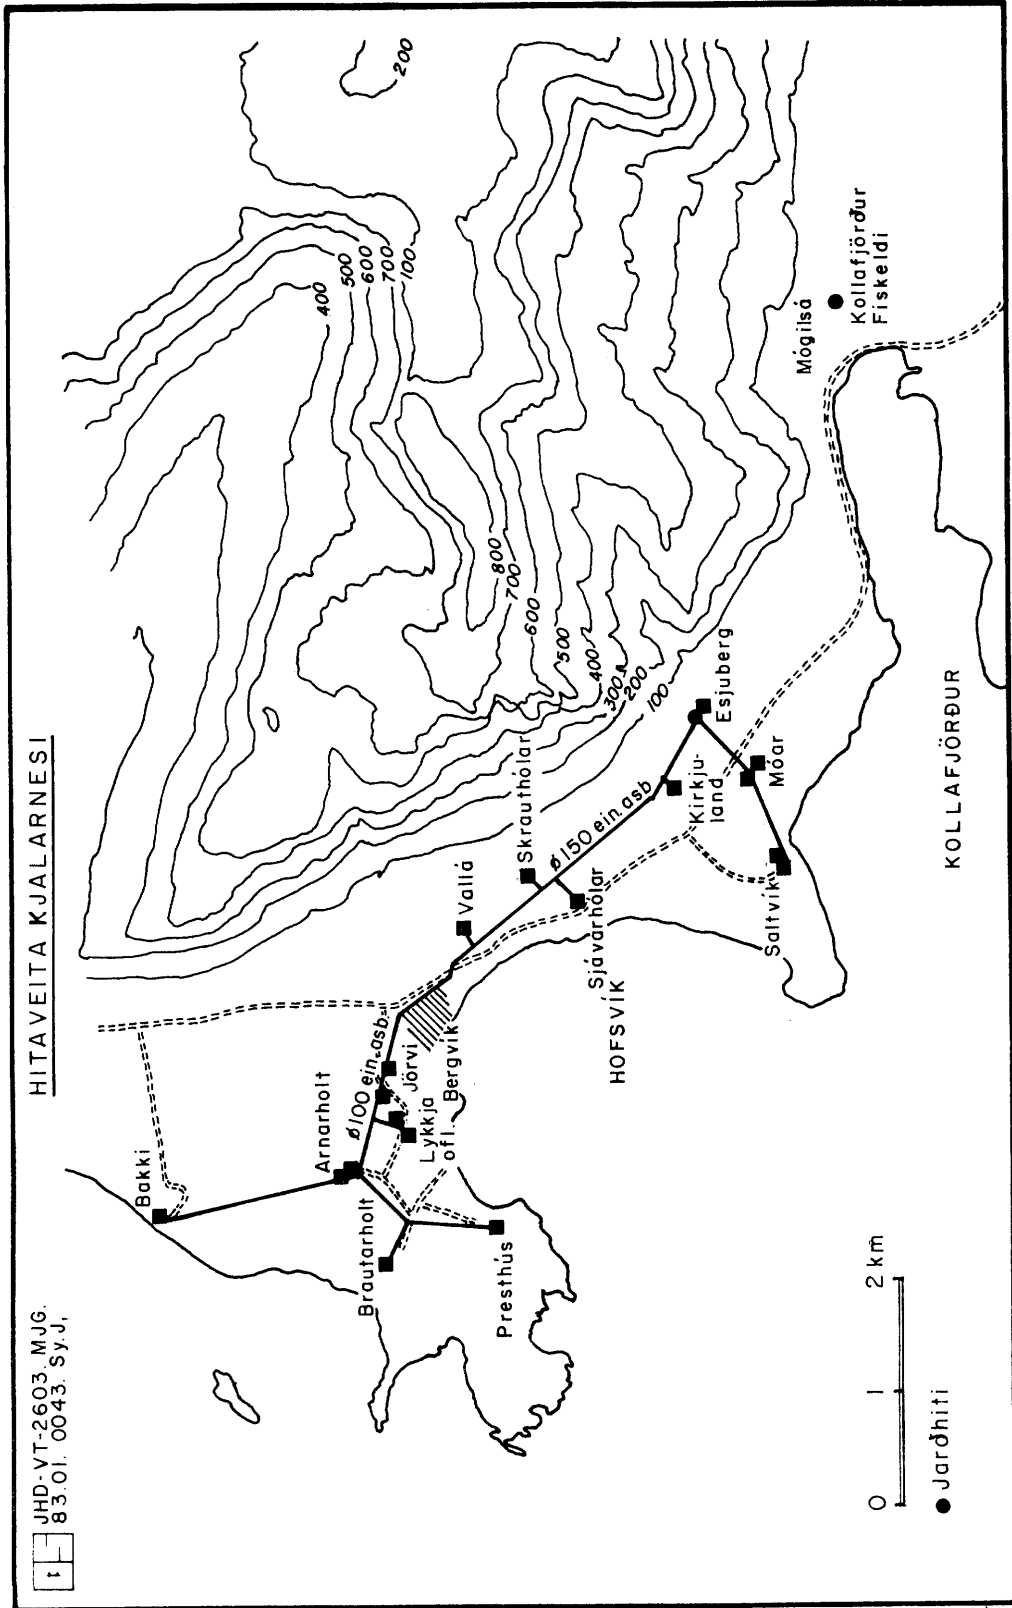 JHD-VT-2603. MJG.
83.01. 0043. Sy.J,
HITAVEITA KJALARNESI
Bakki
Arnarholt
Brautarholt
Presthús
ø100 ein.asb.
Jörvi
Lykkja
ofl.
Bergvik
HOFSVÍK
Vallá
Skrauthólar
Sjávarhólar
ø150 ein.asb
Kirkju-
land
Esjuberg
Móar
Saltvík
KOLLAFJÖRÐUR
Mógilsá
Kollafjörður
Fiskeldi
200
400
500
600
700
100
800
700
600
500
400
300
200
100
0 1 2 km
Jarðhiti